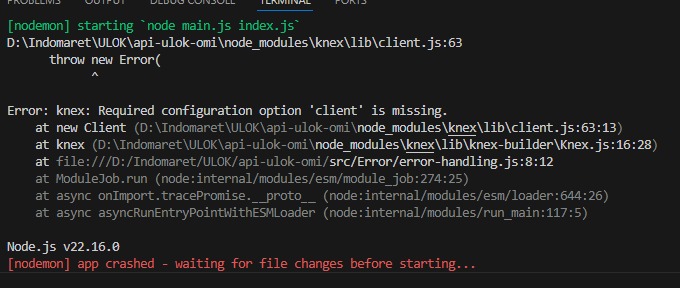 PROBLEMS OUTPUT DEBUG CONSOLE TERMINAL PORTS
[nodemon] starting `node main.js index.js`
D:\Indomaret\ULOK\api-ulok-omi\node_modules\knex\lib\client.js:63
throw new Error(
^
Error: knex: Required configuration option 'client' is missing.
at new Client (D:\Indomaret\ULOK\api-ulok-omi\node_modules\knex\lib\client.js:63:13)
at knex (D:\Indomaret\ULOK\api-ulok-omi\node_modules\knex\lib\knex-builder\Knex.js:16:28)
at file:///D:/Indomaret/ULOK/api-ulok-omi/src/Error/error-handling.js:8:12
at ModuleJob.run (node:internal/modules/esm/module_job:274:25)
at async onImport.tracePromise.__proto__ (node:internal/modules/esm/loader:644:26)
at async asyncRunEntryPointWithESMLoader (node:internal/modules/run_main:117:5)
Node.js v22.16.0
[nodemon] app crashed - waiting for file changes before starting...